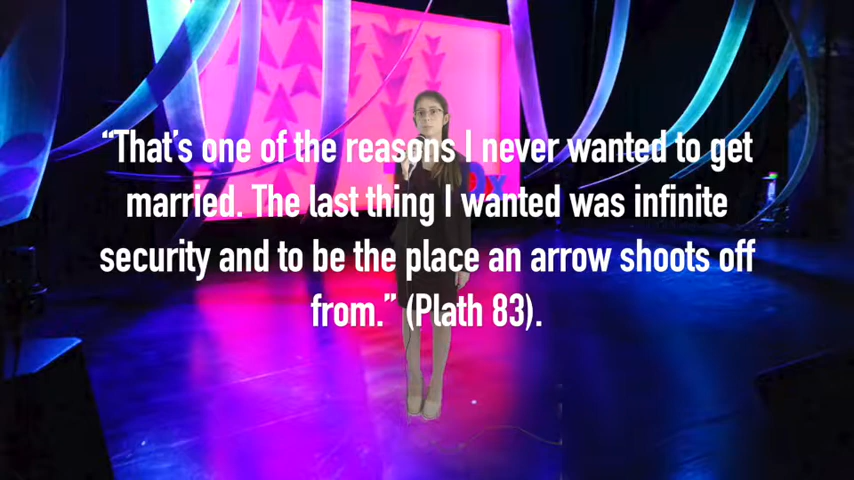 “That’s one of the reasons I never wanted to get
married. The last thing I wanted was infinite
security and to be the place an arrow shoots off
from.” (Plath 83).